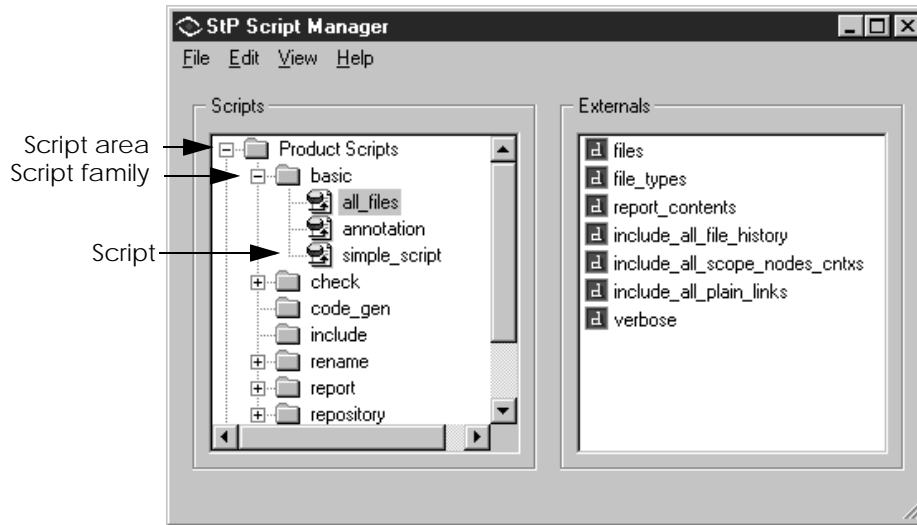 StP Script Manager
File Edit View Help
Scripts
Externals
Script area
Product Scripts
Script family
basic
all_files
annotation
Script
simple_script
check
code_gen
include
rename
report
repository
files
file_types
report_contents
include_all_file_history
include_all_scope_nodes_cntxs
include_all_plain_links
verbose